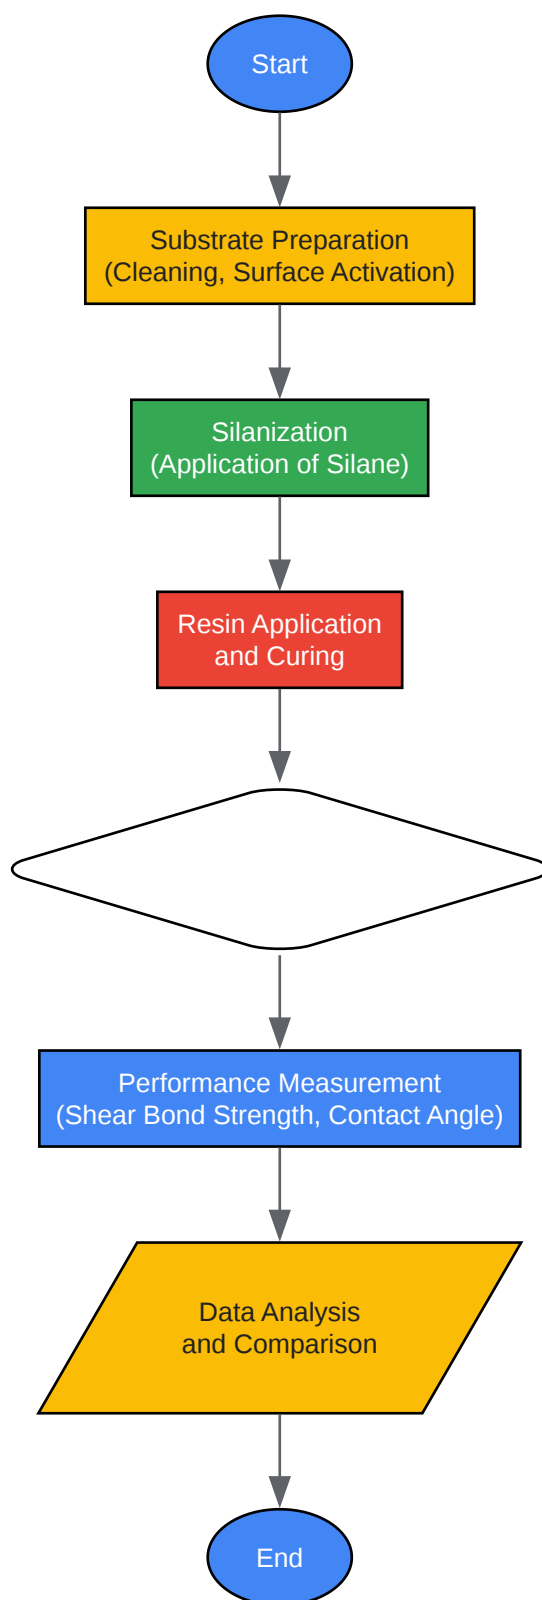 Start
Substrate Preparation
(Cleaning, Surface Activation)
Silanization
(Application of Silane)
Resin Application
and Curing
Performance Measurement
(Shear Bond Strength, Contact Angle)
Data Analysis
and Comparison
End